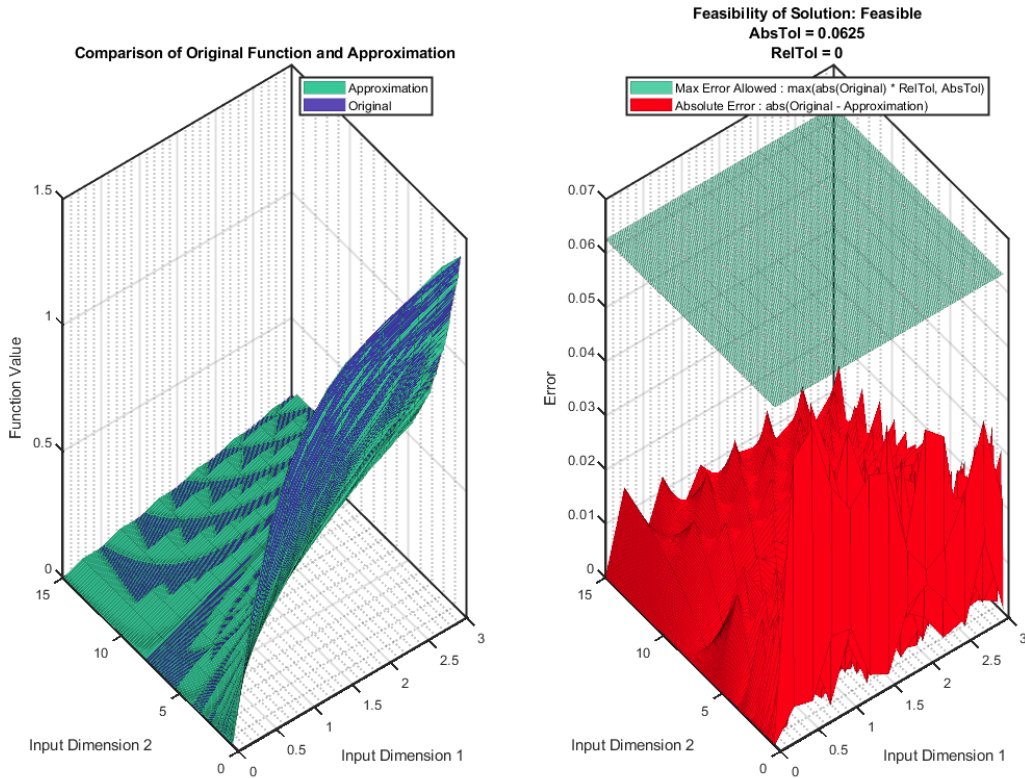 Comparison of Original Function and Approximation
Approximation
Original
Function Value
1.5
1
0.5
0
15
10
5
0
0
0.5
1
1.5
2
2.5
3
Input Dimension 2
Input Dimension 1
Feasibility of Solution: Feasible
AbsTol = 0.0625
RelTol = 0
Max Error Allowed : max(abs(Original) * RelTol, AbsTol)
Absolute Error : abs(Original - Approximation)
Error
0.07
0.06
0.05
0.04
0.03
0.02
0.01
0
15
10
5
0
0
0.5
1
1.5
2
2.5
3
Input Dimension 2
Input Dimension 1